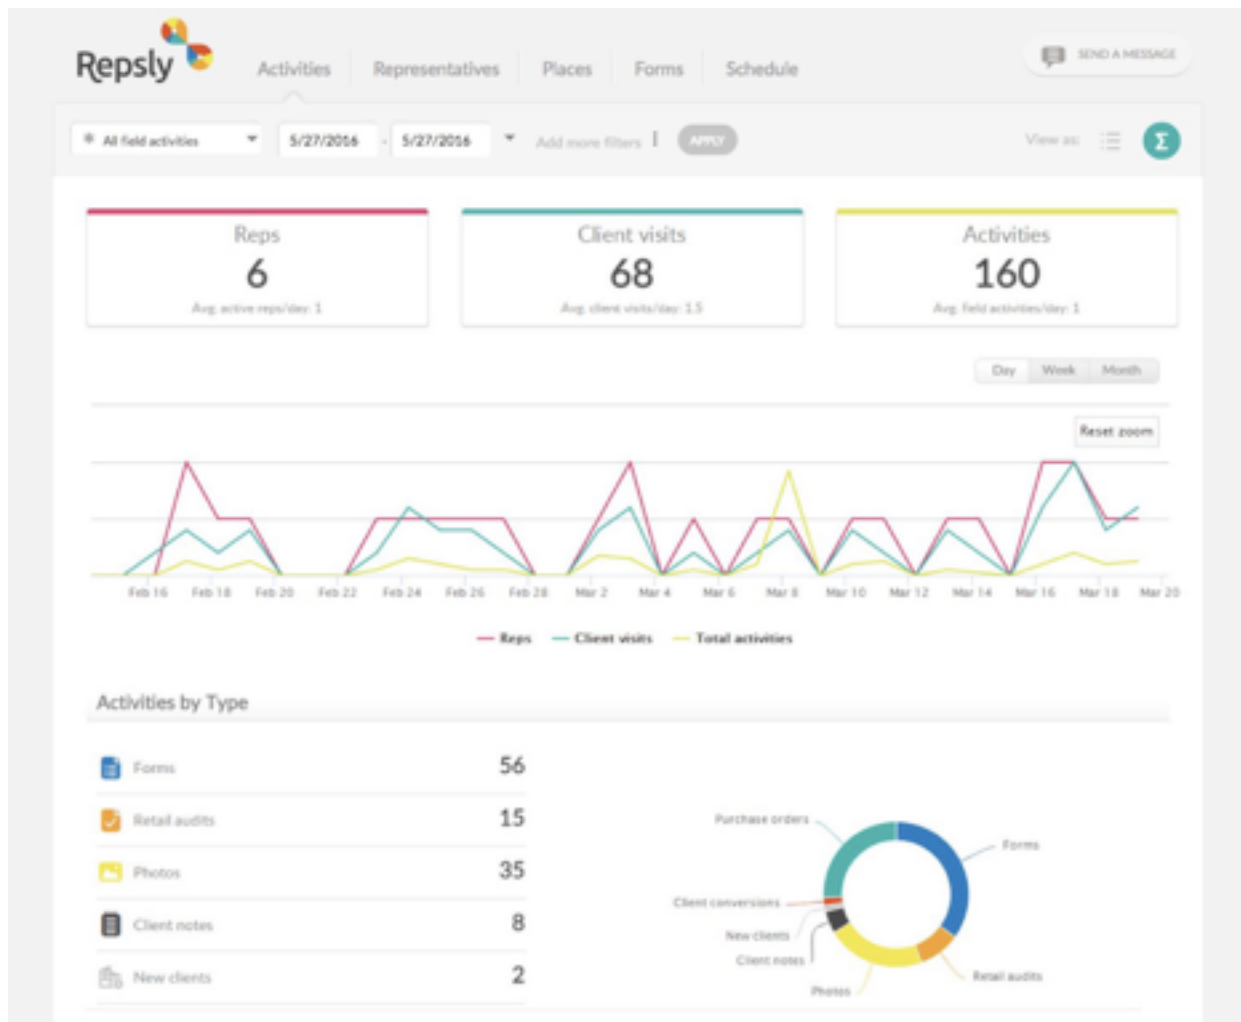 Repsly
Activities Representatives Places Forms Schedule
SEND A MESSAGE
All field activities 5/27/2016 - 5/27/2016 Add more filters APPLY
View as: Σ
Reps
6
Avg. active reps/day: 1
Client visits
68
Avg. client visits/day: 1.5
Activities
160
Avg. field activities/day: 1
Day Week Month
Reset zoom
Feb 16 Feb 18 Feb 20 Feb 22 Feb 24 Feb 26 Feb 28 Mar 2 Mar 4 Mar 6 Mar 8 Mar 10 Mar 12 Mar 14 Mar 16 Mar 18 Mar 20
Reps Client visits Total activities
Activities by Type
Forms 56
Retail audits 15
Photos 35
Client notes 8
New clients 2
Purchase orders
Forms
Client conversions
New clients
Client notes
Retail audits
Photos